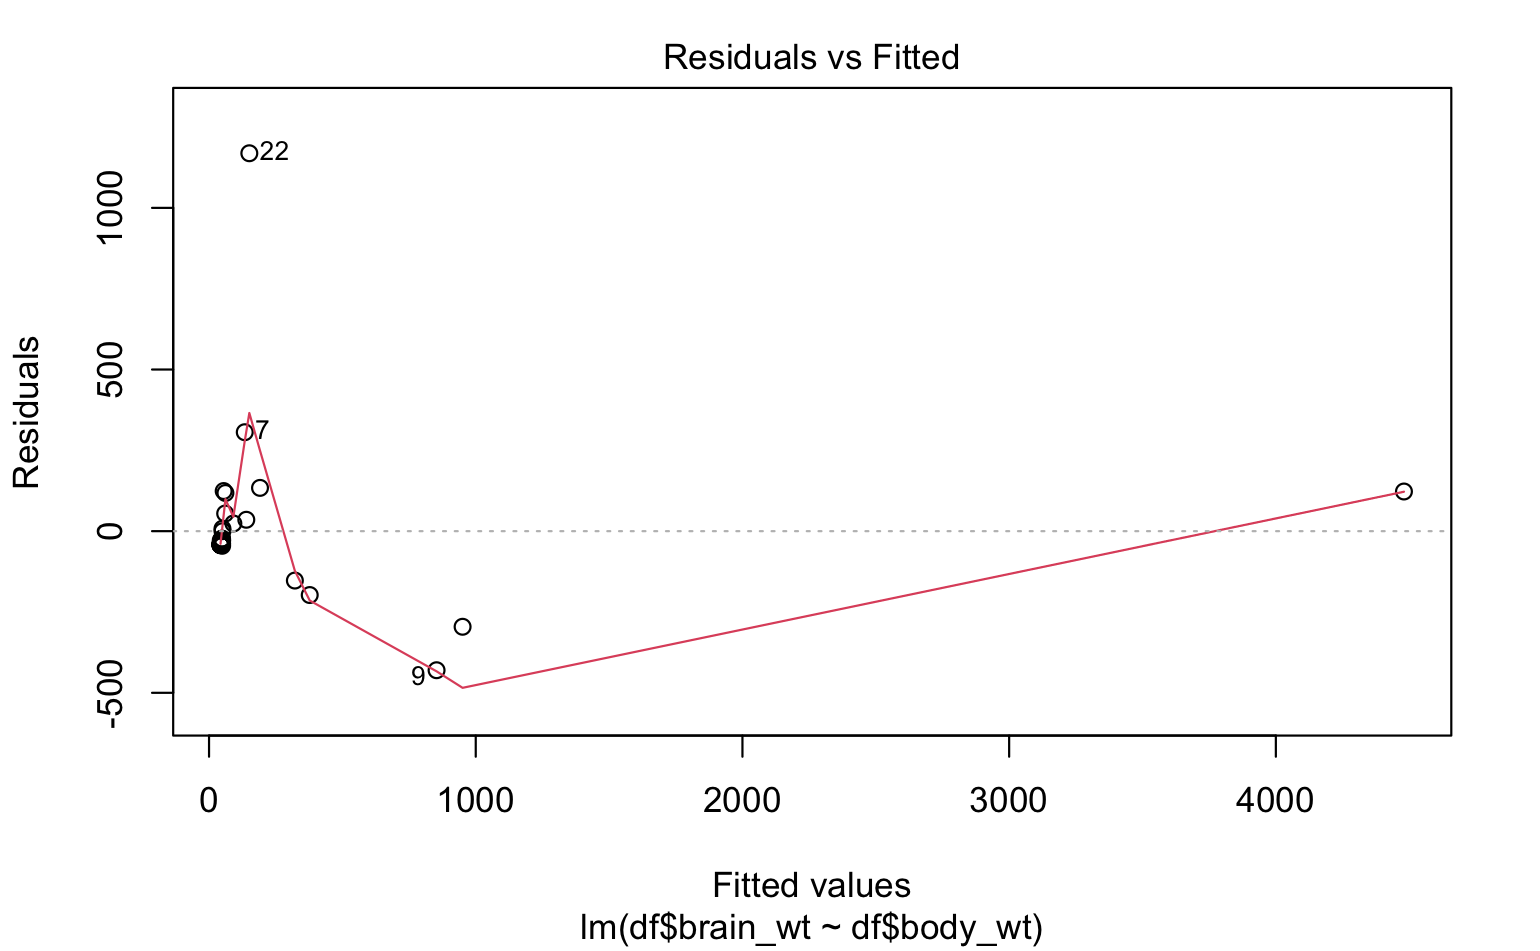 Residuals vs Fitted
22
7
9
Residuals
1000
500
0
-500
0 1000 2000 3000 4000
Fitted values
lm(df$brain_wt ~ df$body_wt)